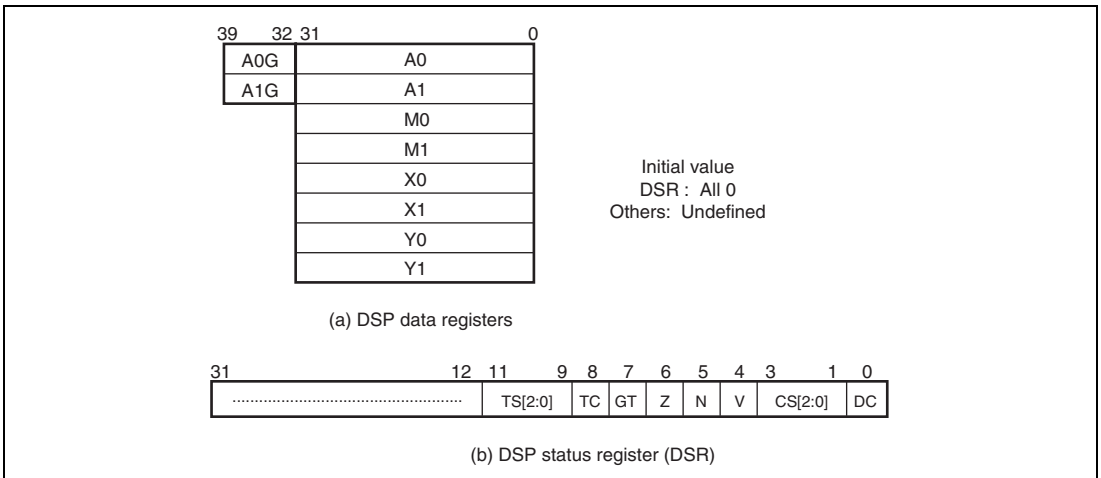 39 32 31 0
A0G A0
A1G A1
M0
M1
X0
X1
Y0
Y1
Initial value
DSR : All 0
Others: Undefined
(a) DSP data registers
31 12 11 9 8 7 6 5 4 3 1 0
TS[2:0] TC GT Z N V CS[2:0] DC
(b) DSP status register (DSR)